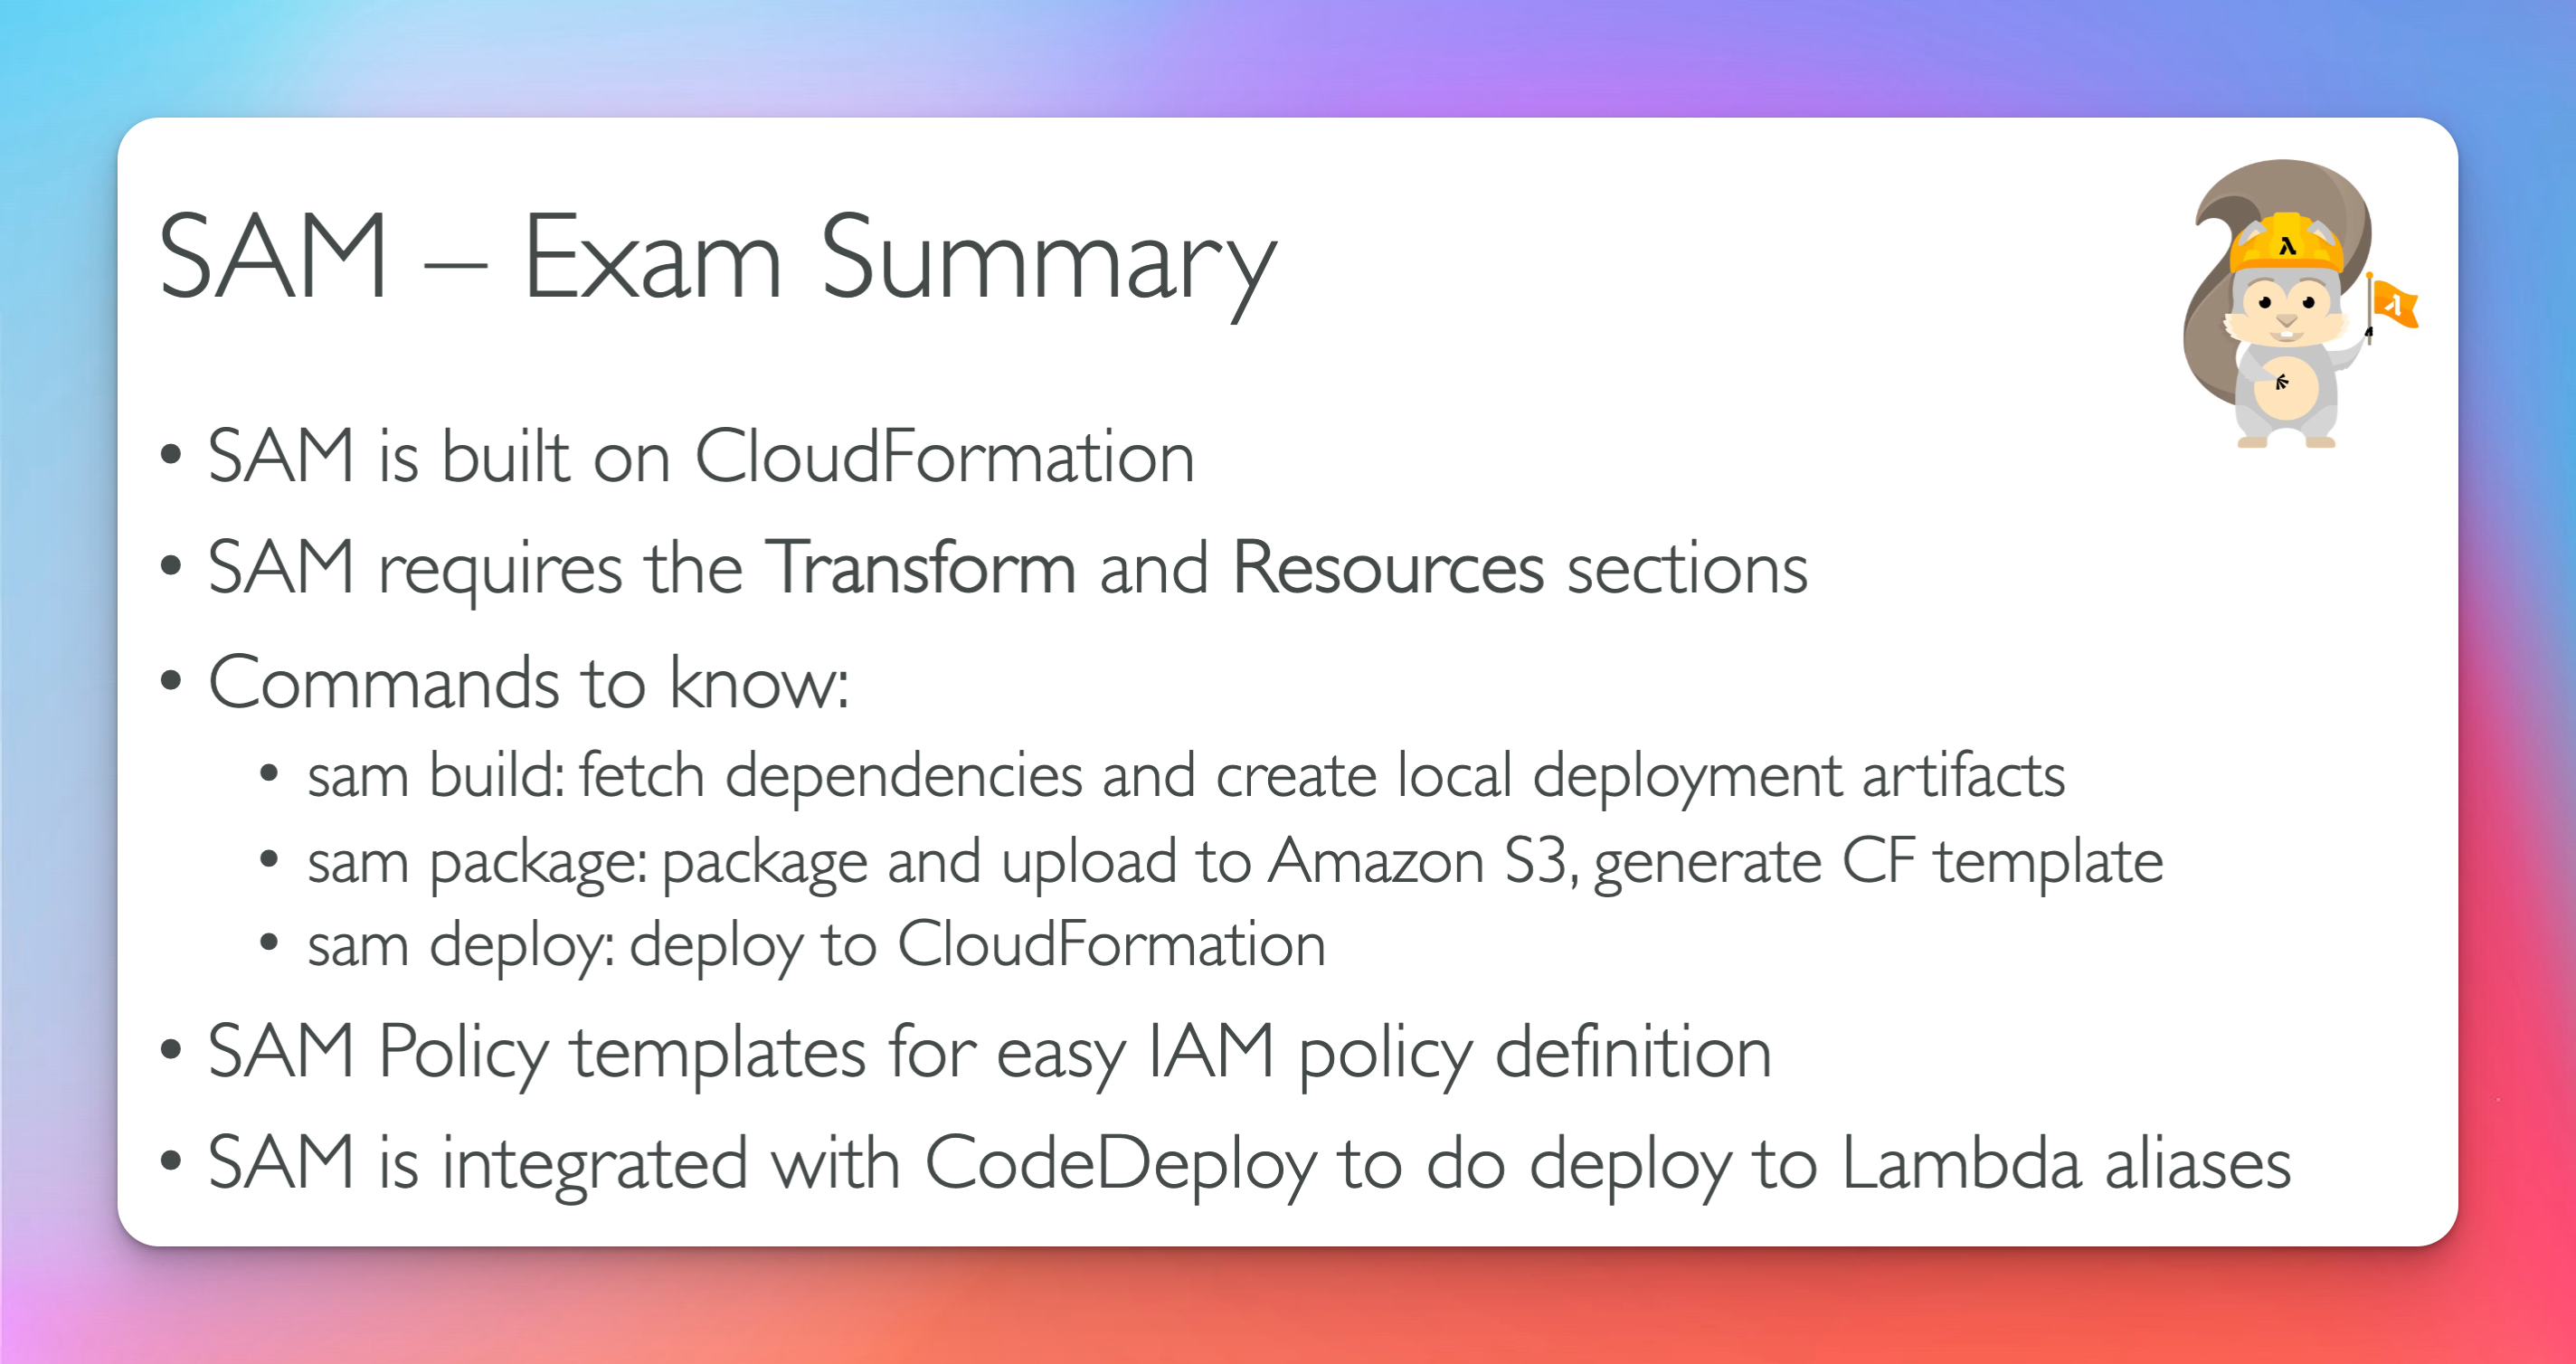 SAM – Exam Summary
λ
λ
• SAM is built on CloudFormation
• SAM requires the Transform and Resources sections
• Commands to know:
• sam build: fetch dependencies and create local deployment artifacts
• sam package: package and upload to Amazon S3, generate CF template
• sam deploy: deploy to CloudFormation
• SAM Policy templates for easy IAM policy definition
• SAM is integrated with CodeDeploy to do deploy to Lambda aliases